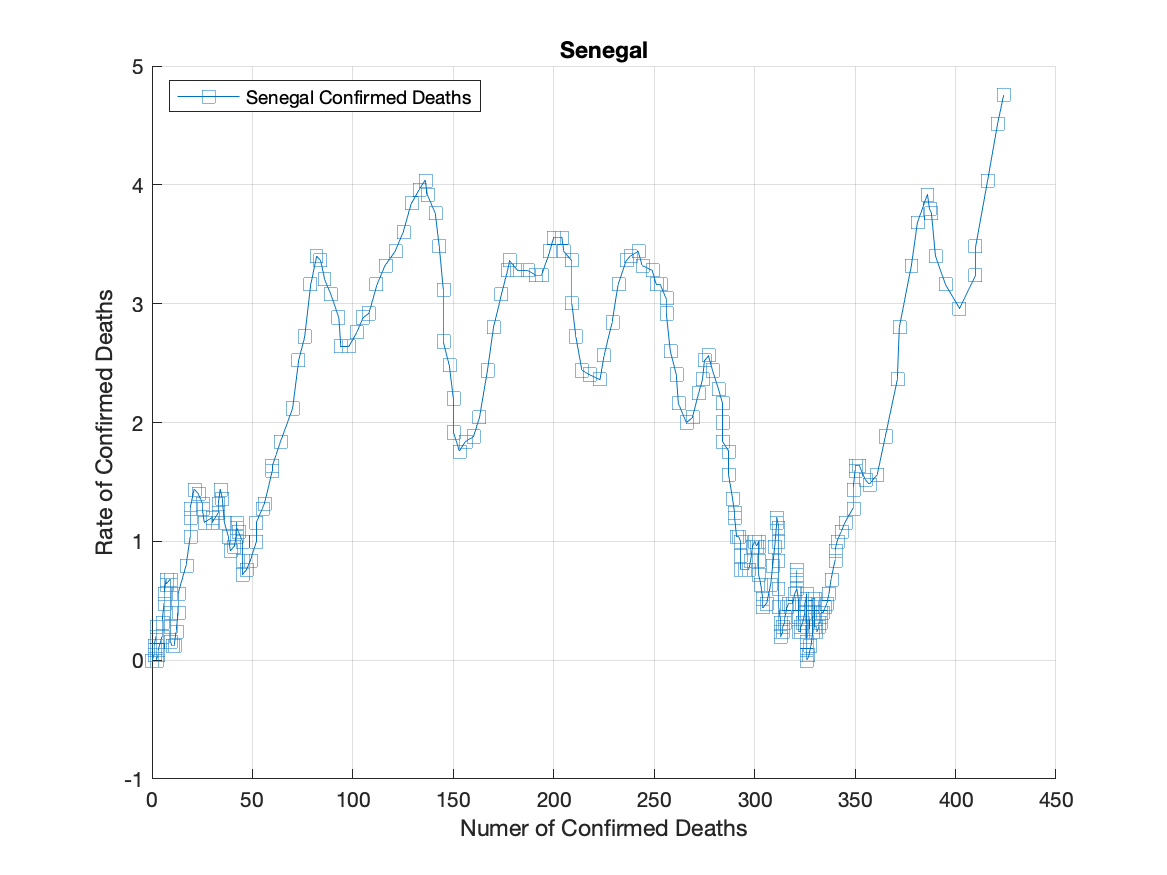 Senegal
Senegal Confirmed Deaths
Rate of Confirmed Deaths
5
4
3
2
1
0
-1
0 50 100 150 200 250 300 350 400 450
Numer of Confirmed Deaths